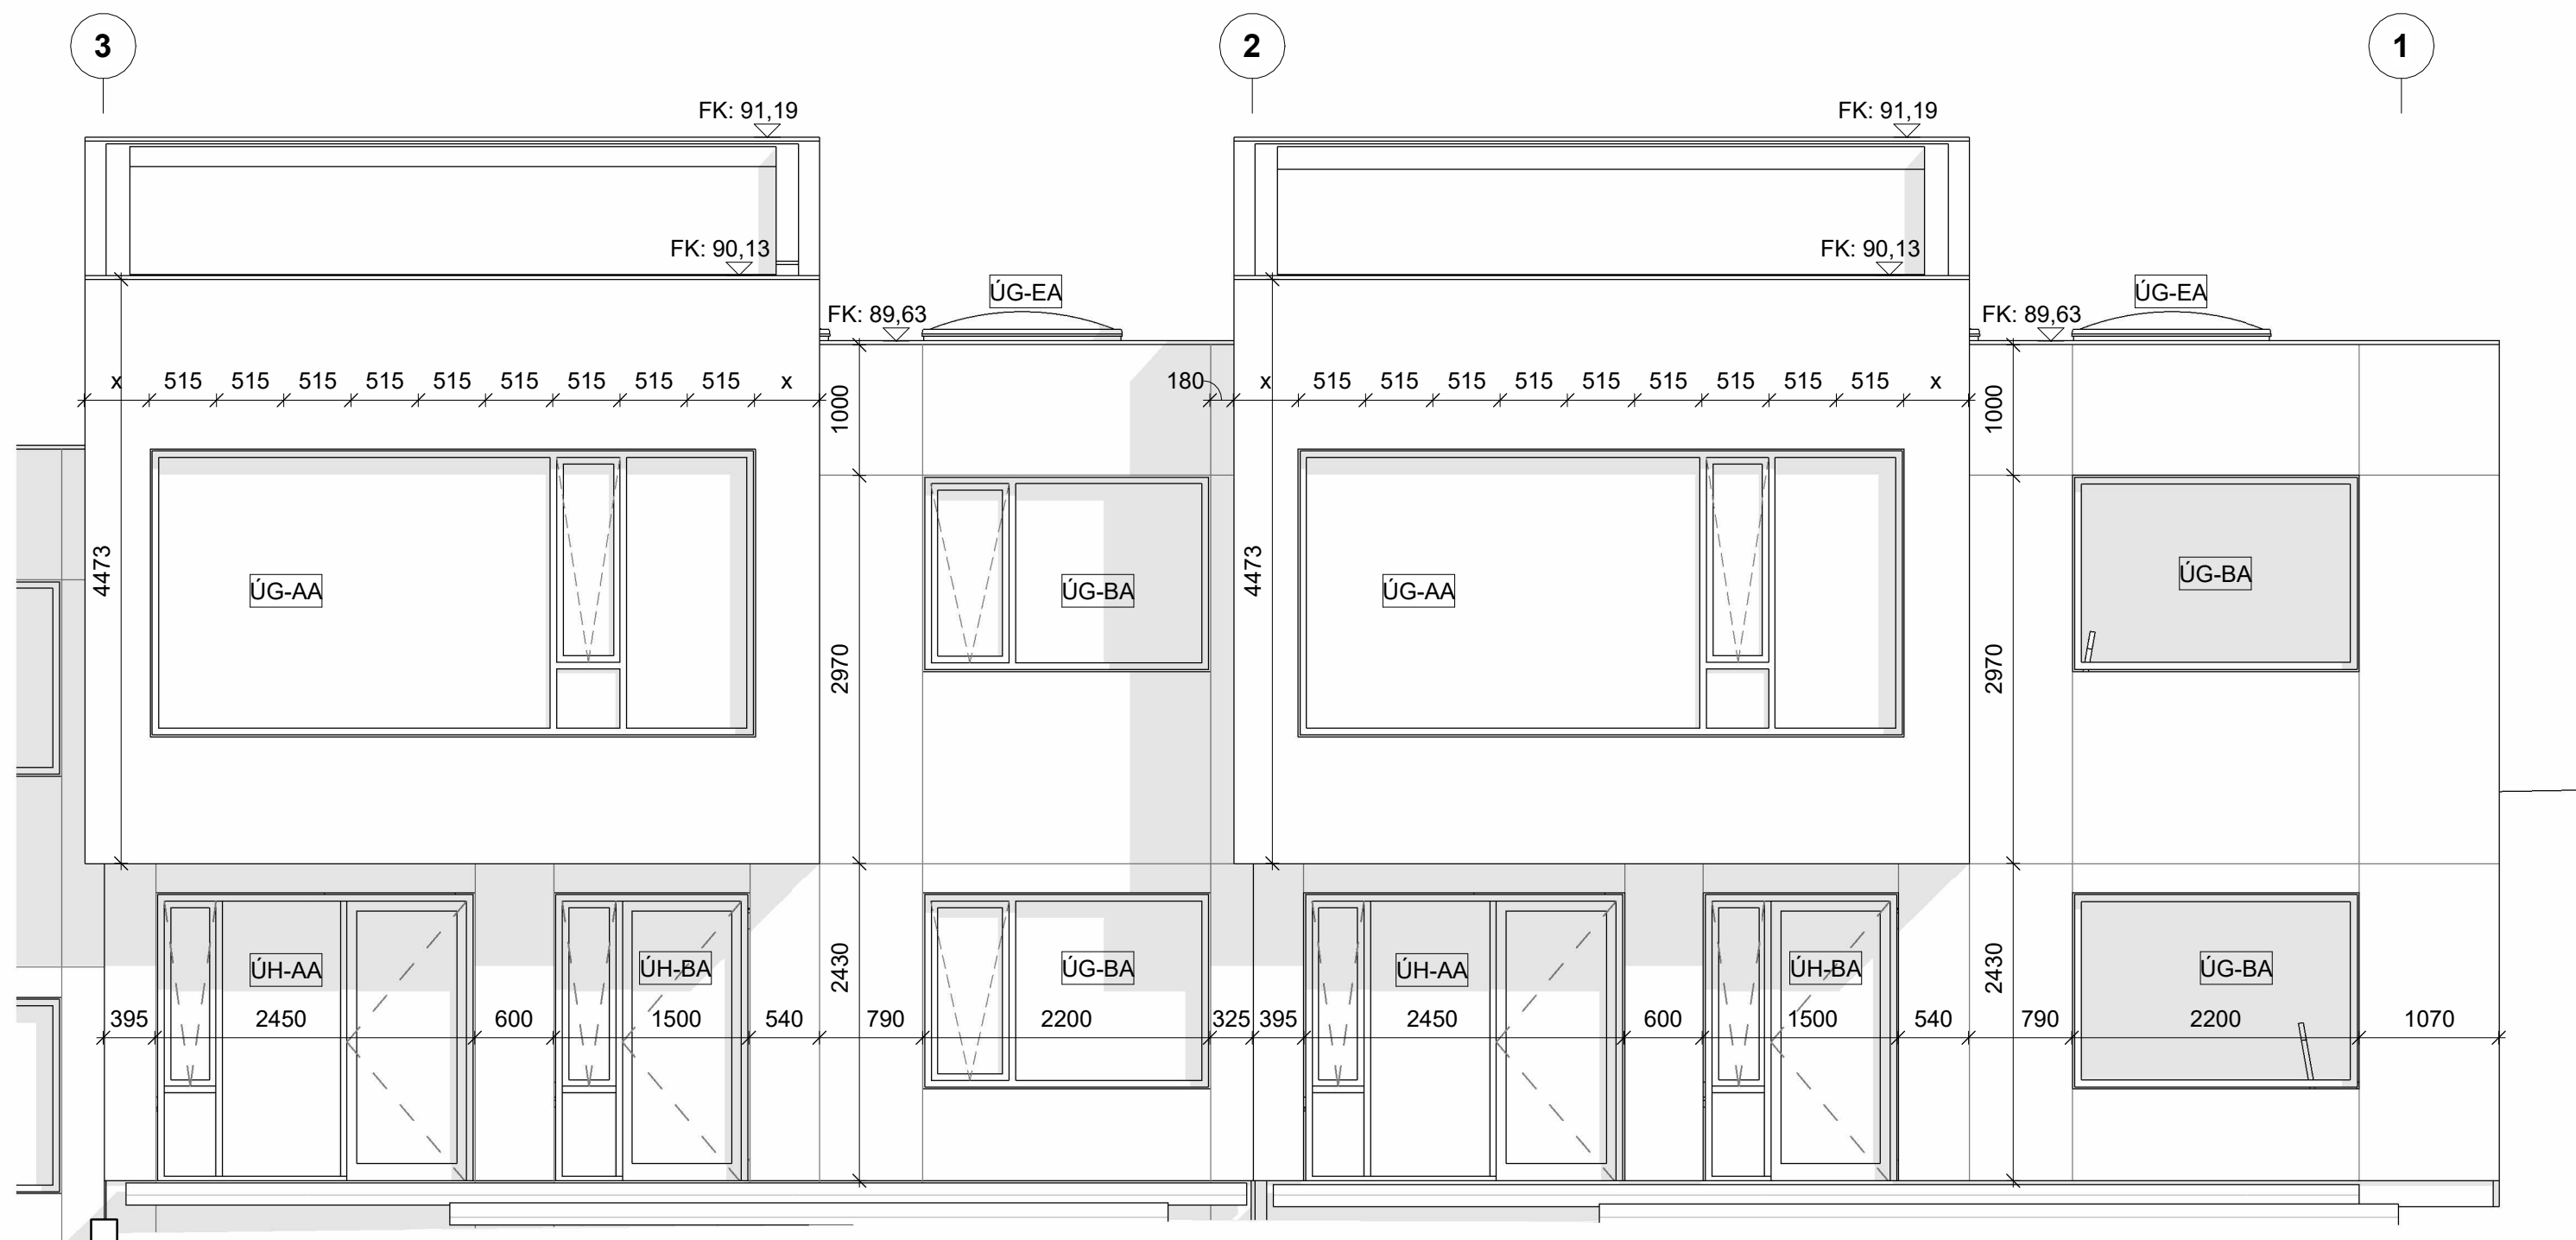 3 2 1
FK: 91,19 FK: 91,19
FK: 90,13 FK: 90,13
ÚG-EA ÚG-EA
FK: 89,63 FK: 89,63
x 515 515 515 515 515 515 515 515 515 x 180 x 515 515 515 515 515 515 515 515 515 x
1000 1000
4473 4473
ÚG-AA ÚG-BA ÚG-AA ÚG-BA
2970 2970
ÚH-AA ÚH-BA ÚG-BA ÚH-AA ÚH-BA ÚG-BA
2430 2430
395 2450 600 1500 540 790 2200 325 395 2450 600 1500 540 790 2200 1070